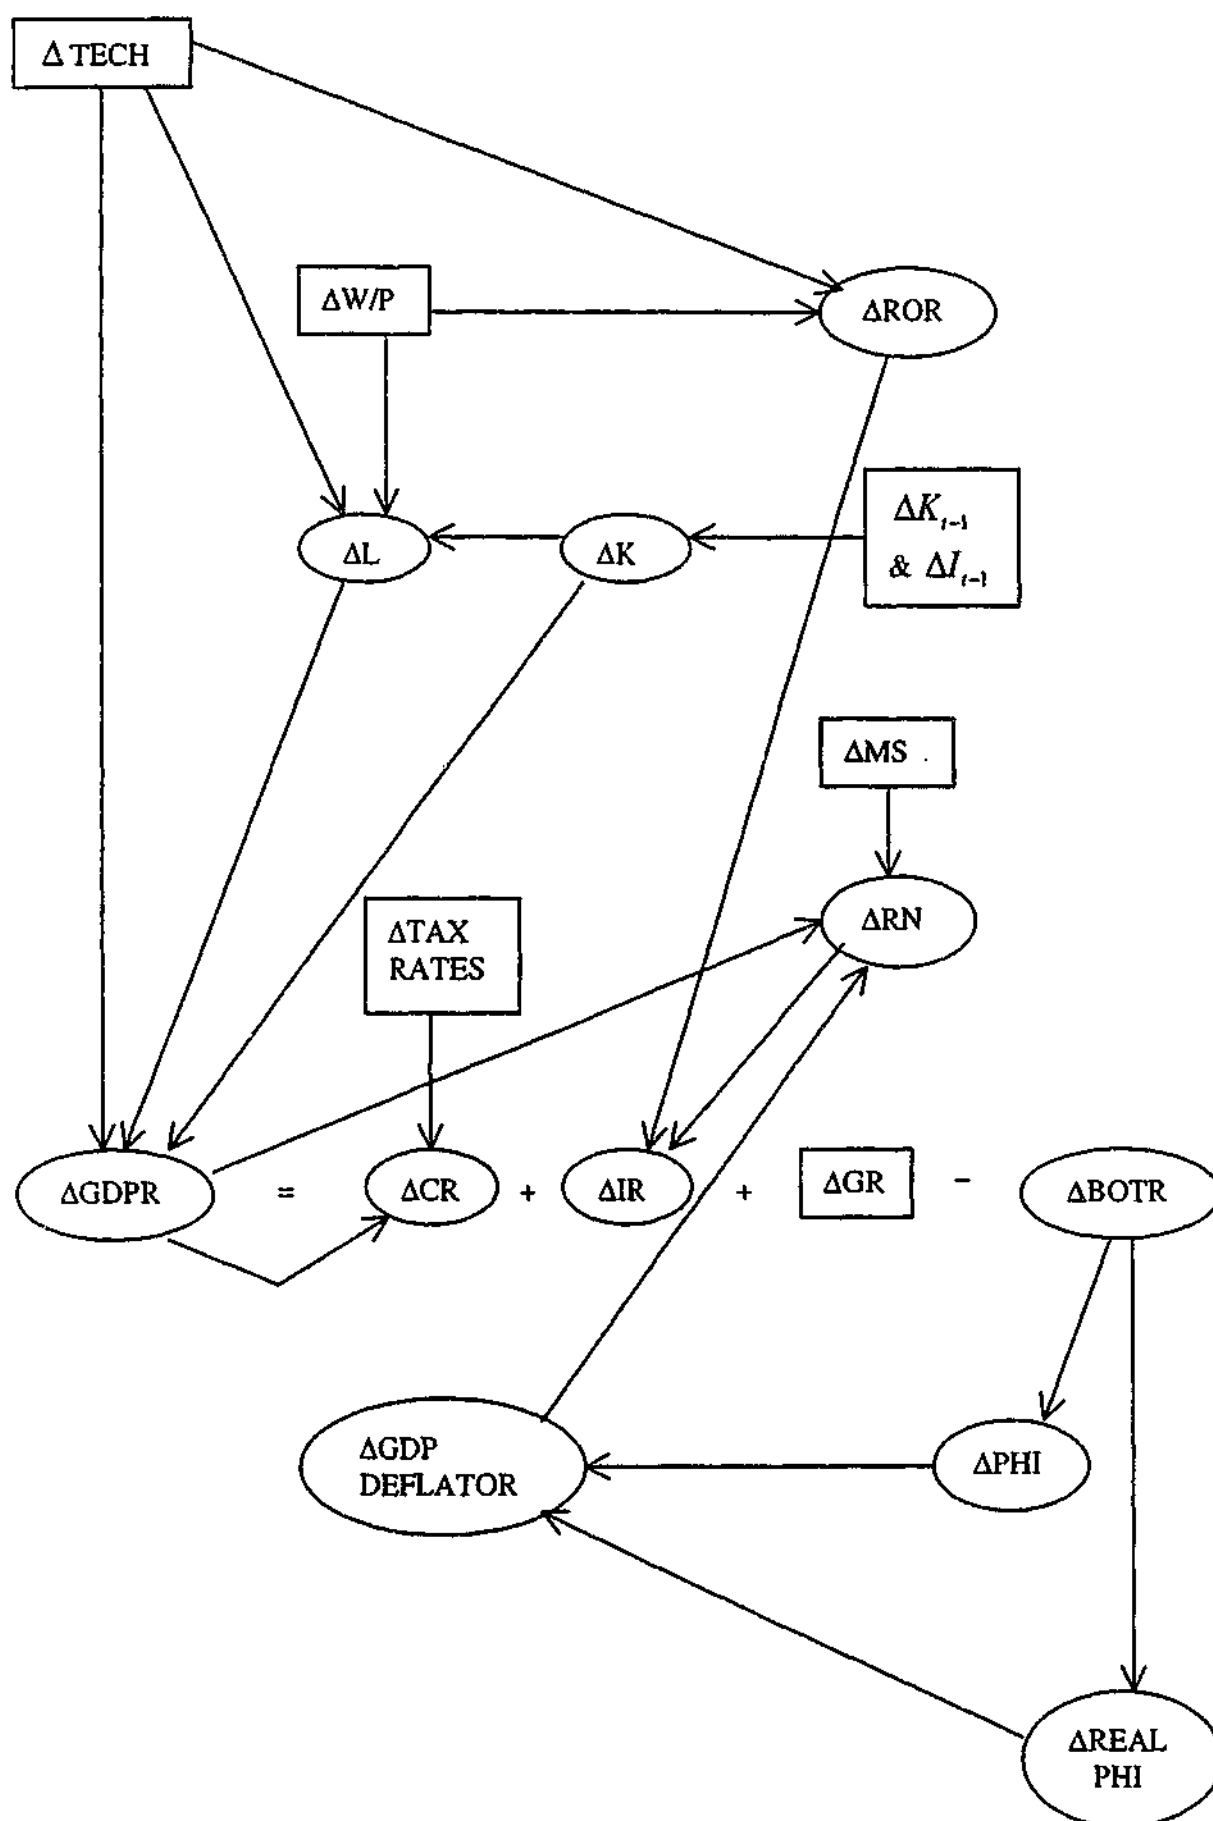 Δ TECH
ΔW/P
ΔROR
ΔL
ΔK
ΔK_{t-1}
& ΔI_{t-1}
ΔMS
ΔRN
ΔTAX
RATES
ΔGDPR = ΔCR + ΔIR + ΔGR - ΔBOTR
ΔGDP
DEFLATOR
ΔPHI
ΔREAL
PHI